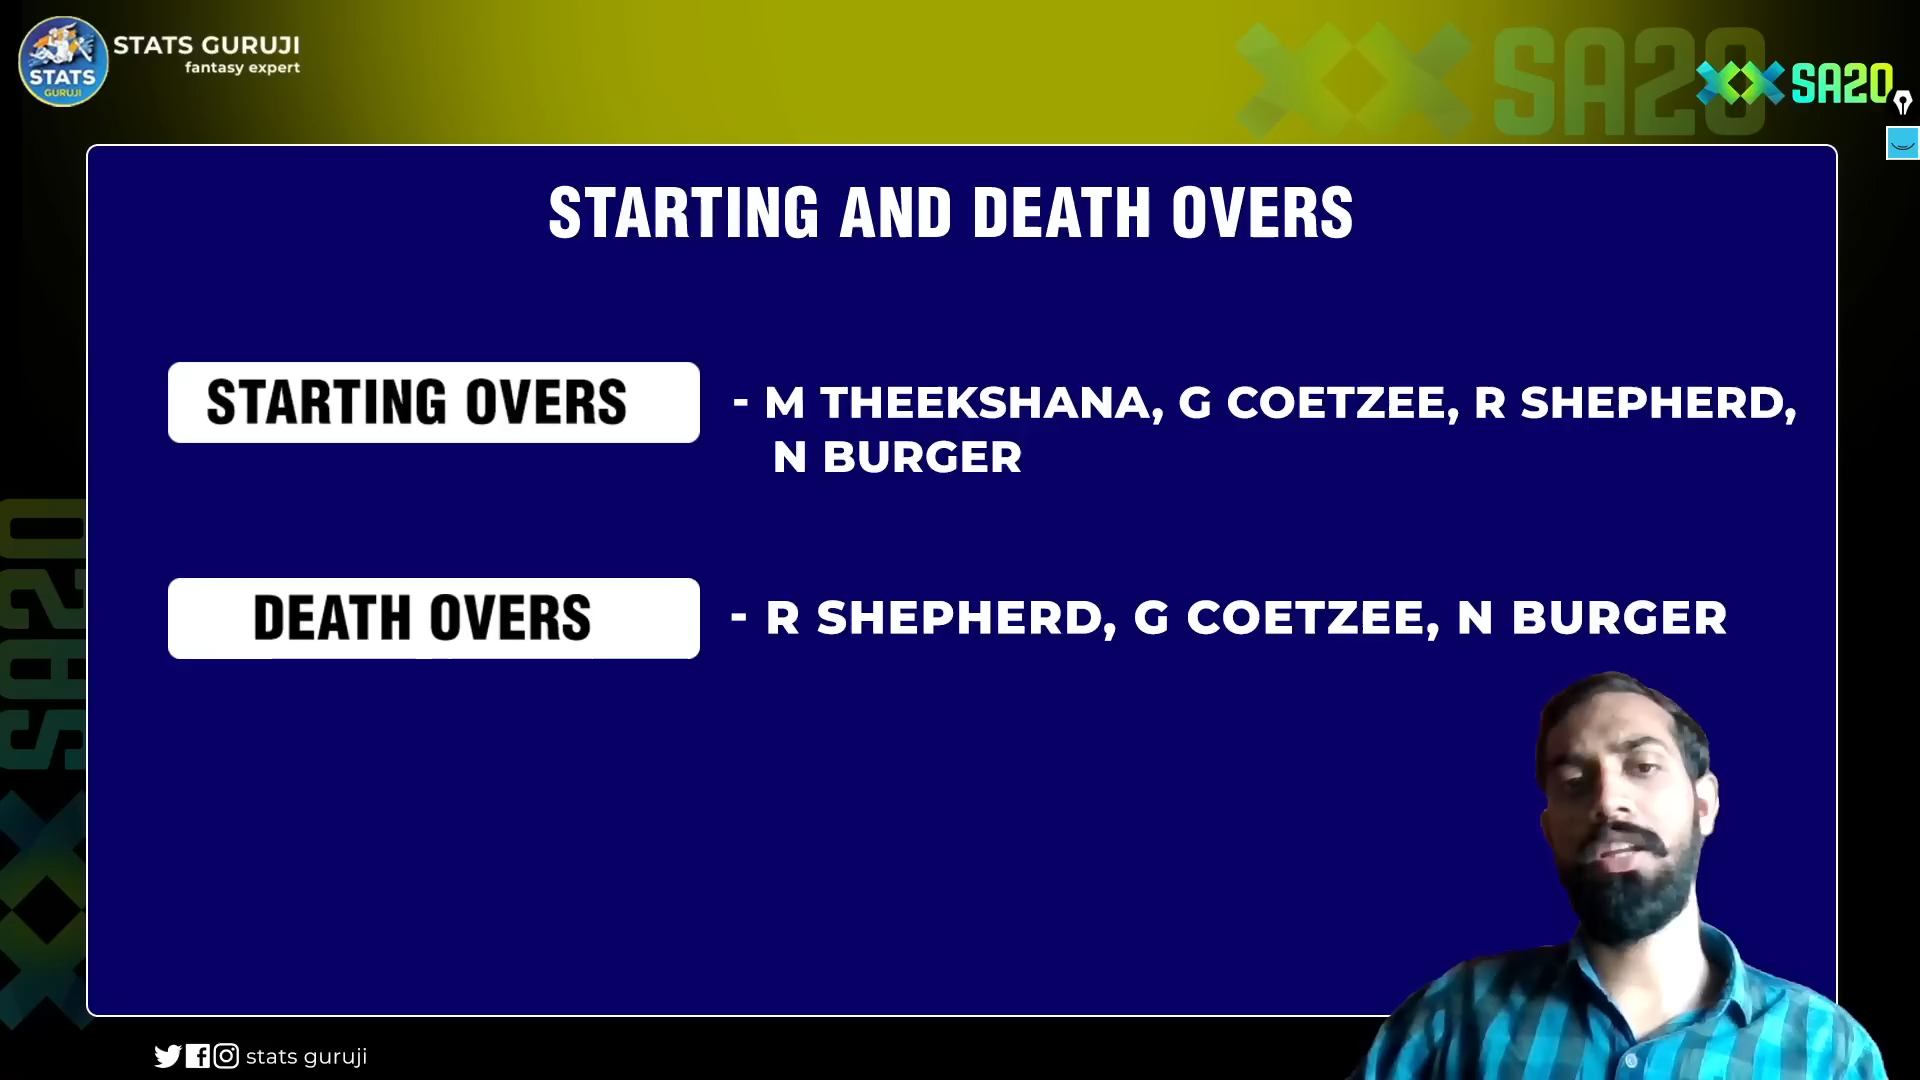 STATS GURUJI
fantasy expert
STATS
GURUJI
SA20
SA20
STARTING AND DEATH OVERS
STARTING OVERS
- M THEEKSHANA, G COETZEE, R SHEPHERD,
N BURGER
DEATH OVERS
- R SHEPHERD, G COETZEE, N BURGER
SA20
stats guruji